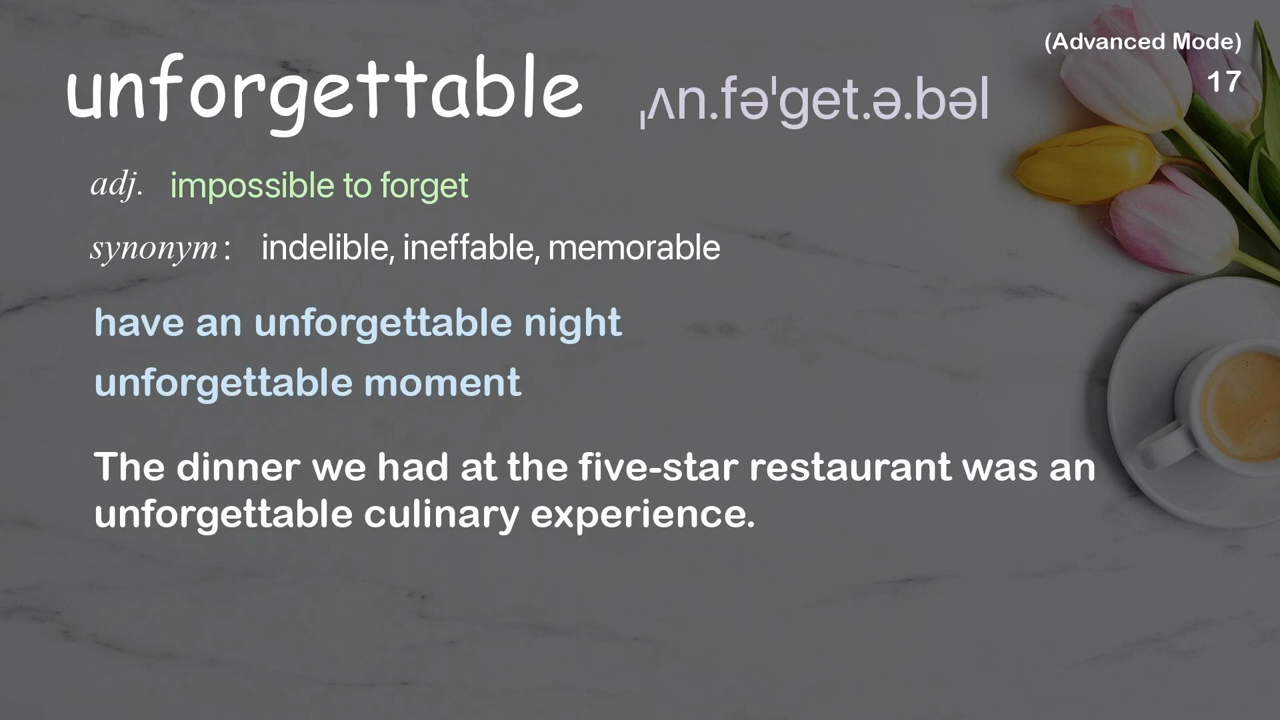 (Advanced Mode)
17
unforgettable ˌʌn.fəˈɡet.ə.bəl
adj. impossible to forget
synonym: indelible, ineffable, memorable
have an unforgettable night
unforgettable moment
The dinner we had at the five-star restaurant was an
unforgettable culinary experience.